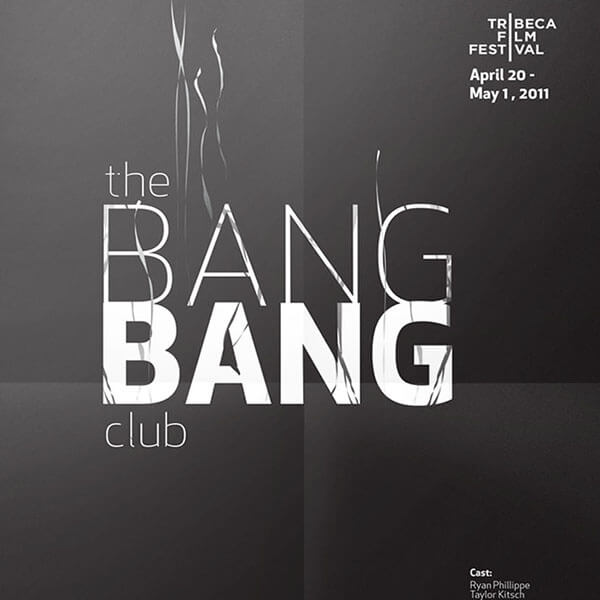 TRIBECA
FILM
FESTIVAL
April 20 -
May 1 , 2011
the
BANG
BANG
club
Cast:
Ryan Phillippe
Taylor Kitsch